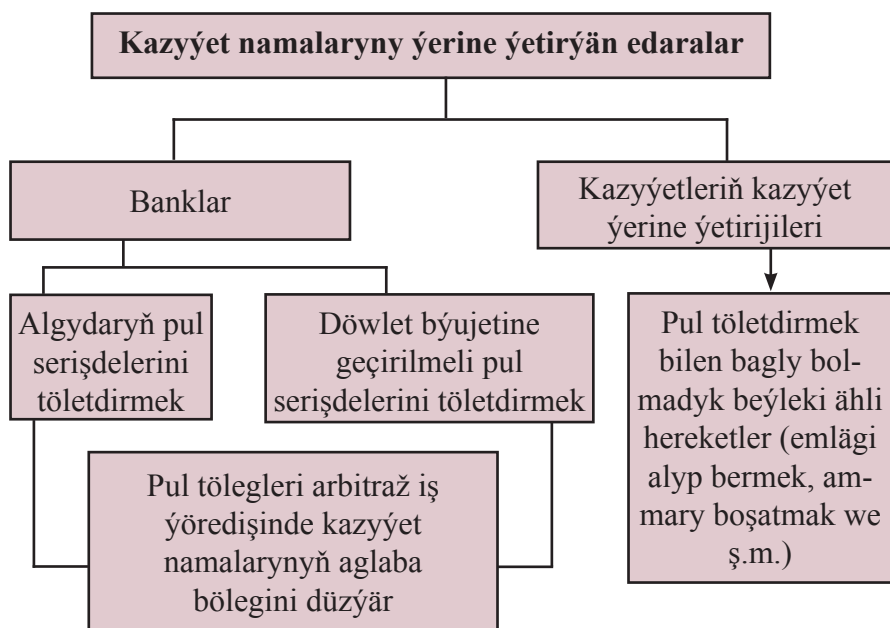 Kazyýet namalaryny ýerine ýetirýän edaralar
Banklar
Kazyýetleriň kazyýet
ýerine ýetirijileri
Algydaryň pul
serişdelerini
töletdirmek
Döwlet býujetine
geçirilmeli pul
serişdelerini töletdirmek
Pul töletdirmek
bilen bagly bol-
madyk beýleki ähli
hereketler (emlägi
alyp bermek, am-
mary boşatmak we
ş.m.)
Pul tölegleri arbitraž iş
ýöredişinde kazyýet
namalarynyň aglaba
bölegini düzýär